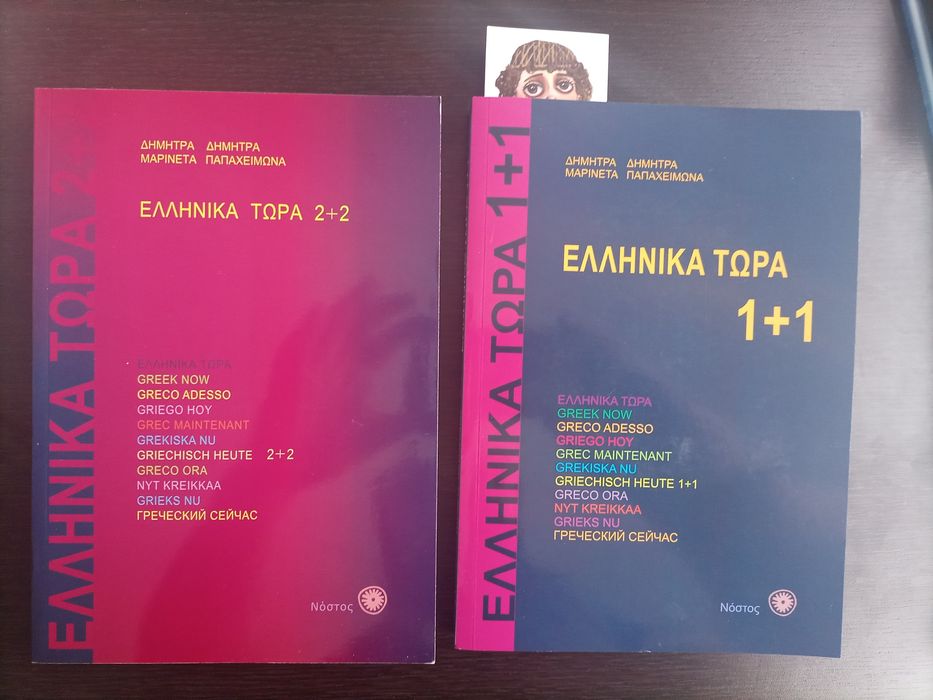 ΕΛΛΗΝΙΚΑ ΤΩΡΑ 2+2
ΔΗΜΗΤΡΑ ΔΗΜΗΤΡΑ
ΜΑΡΙΝΕΤΑ ΠΑΠΑΧΕΙΜΩΝΑ
ΕΛΛΗΝΙΚΑ ΤΩΡΑ 2+2
ΕΛΛΗΝΙΚΑ ΤΩΡΑ
GREEK NOW
GRECO ADESSO
GRIEGO HOY
GREC MAINTENANT
GREKISKA NU
GRIECHISCH HEUTE 2+2
GRECO ORA
NYT KREIKKAA
GRIEKS NU
ГРЕЧЕСКИЙ СЕЙЧАС
Νόστος
ΕΛΛΗΝΙΚΑ ΤΩΡΑ 1+1
ΔΗΜΗΤΡΑ ΔΗΜΗΤΡΑ
ΜΑΡΙΝΕΤΑ ΠΑΠΑΧΕΙΜΩΝΑ
ΕΛΛΗΝΙΚΑ ΤΩΡΑ
1+1
ΕΛΛΗΝΙΚΑ ΤΩΡΑ
GREEK NOW
GRECO ADESSO
GRIEGO HOY
GREC MAINTENANT
GREKISKA NU
GRIECHISCH HEUTE 1+1
GRECO ORA
NYT KREIKKAA
GRIEKS NU
ГРЕЧЕСКИЙ СЕЙЧАС
Νόστος